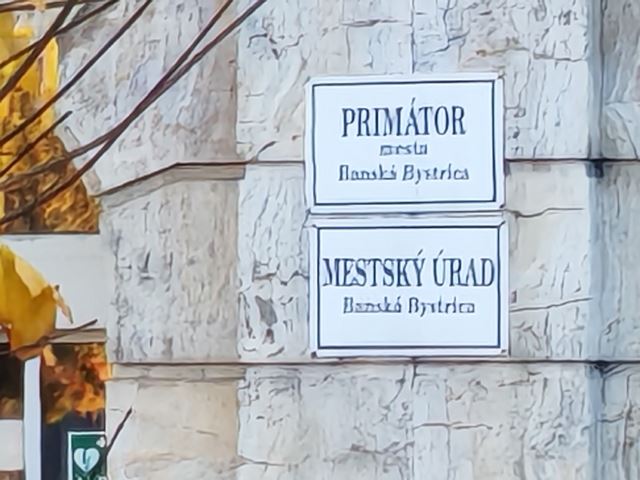 PRIMÁTOR
mesta
Banská Bystrica
MESTSKÝ ÚRAD
Banská Bystrica